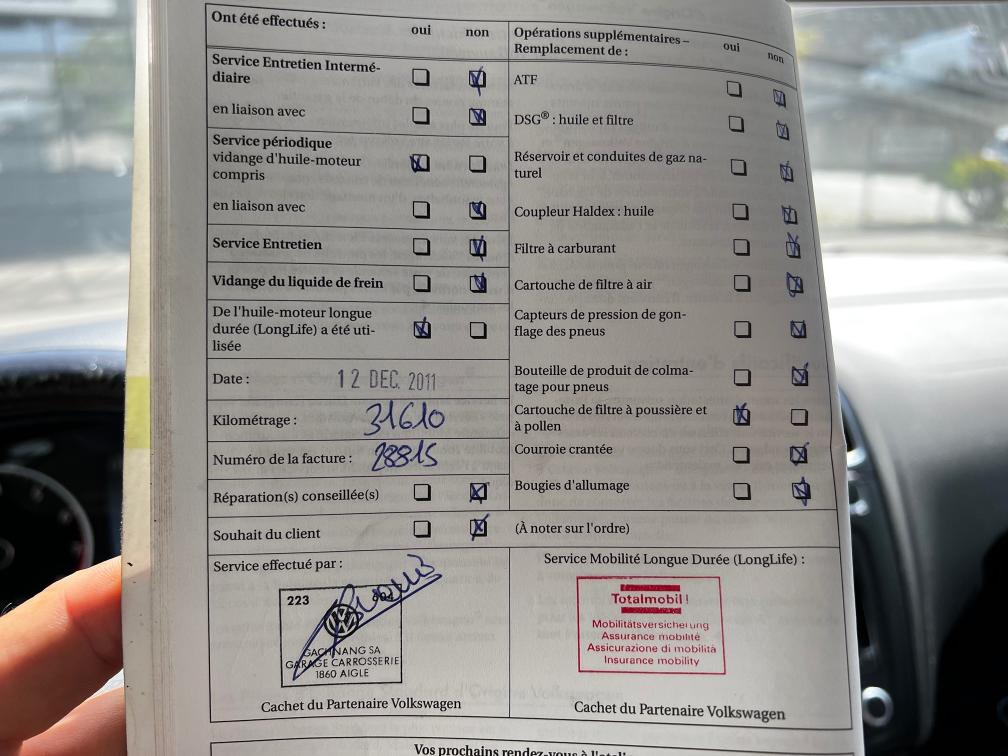 Ont été effectués :
oui
non
Service Entretien Intermé-
diaire
en liaison avec
Service périodique
vidange d'huile-moteur
compris
en liaison avec
Service Entretien
Vidange du liquide de frein
De l'huile-moteur longue
durée (LongLife) a été uti-
lisée
Date :
12 DEC. 2011
Kilométrage :
31610
Numéro de la facture :
28815
Réparation(s) conseillée(s)
Souhait du client
Opérations supplémentaires –
Remplacement de :
oui
non
ATF
DSG® : huile et filtre
Réservoir et conduites de gaz na-
turel
Coupleur Haldex : huile
Filtre à carburant
Cartouche de filtre à air
Capteurs de pression de gon-
flage des pneus
Bouteille de produit de colma-
tage pour pneus
Cartouche de filtre à poussière et
à pollen
Courroie crantée
Bougies d'allumage
(À noter sur l'ordre)
Service effectué par :
223
GACHNANG SA
GARAGE CARROSSERIE
1860 AIGLE
Cachet du Partenaire Volkswagen
Service Mobilité Longue Durée (LongLife) :
Totalmobil !
Mobilitätsversicherung
Assurance mobilité
Assicurazione di mobilità
Insurance mobility
Cachet du Partenaire Volkswagen
Vos prochains rendez-vous à